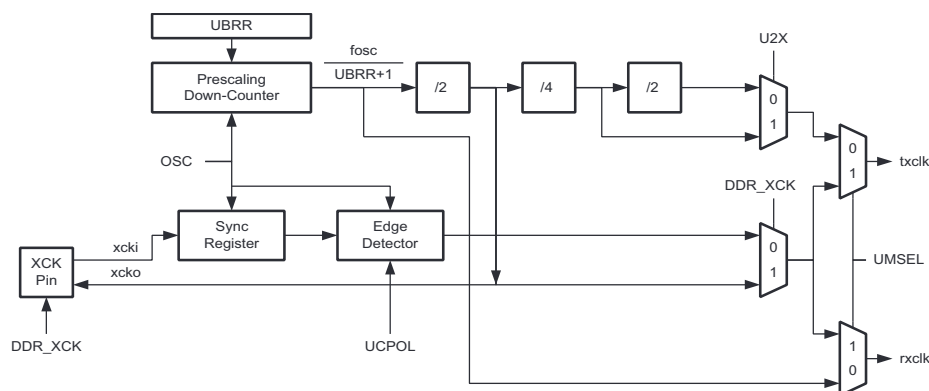 UBRR
fosc
U2X
Prescaling
Down-Counter
UBRR+1
/2
/4
/2
0
1
OSC
0
1
txclk
DDR_XCK
Sync
Register
Edge
Detector
xcki
0
1
UMSEL
XCK
Pin
xcko
DDR_XCK
UCPOL
1
0
rxclk